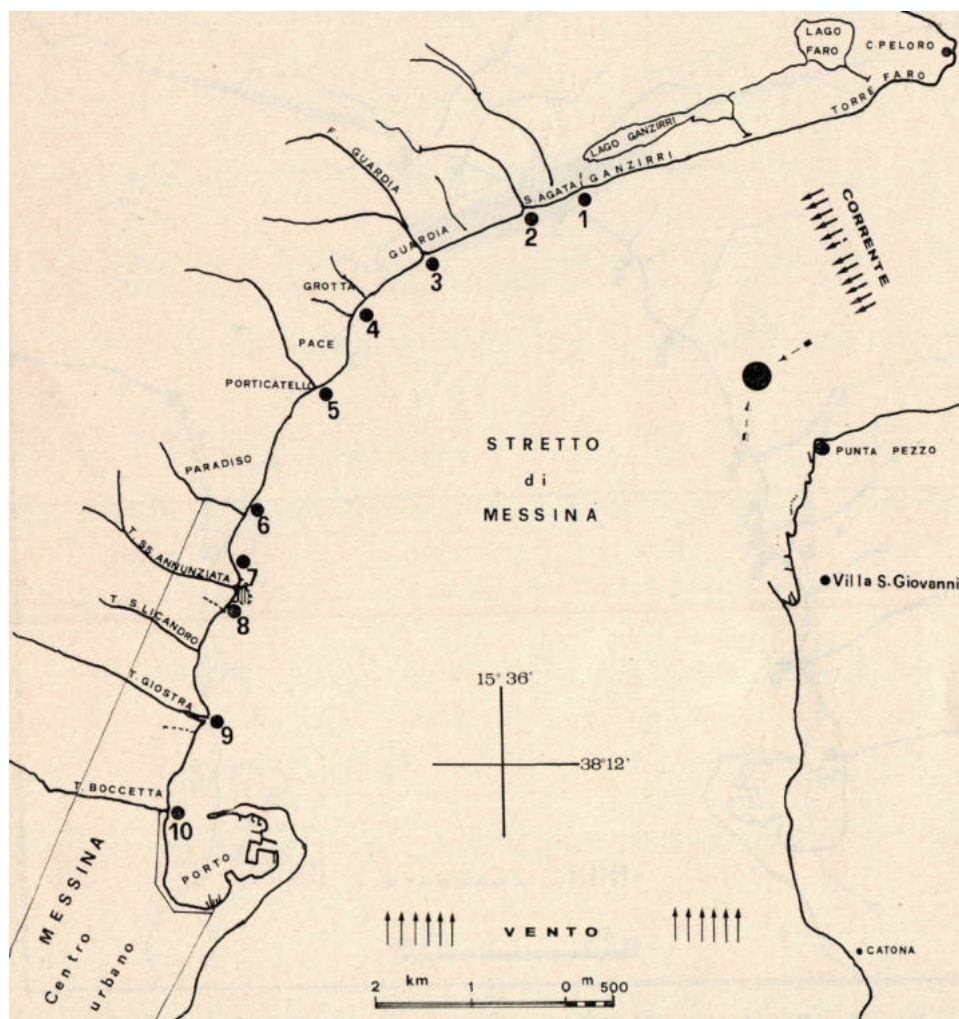 LAGO
FARO
C. PELORO
TORRE FARO
LAGO GANZIRRI
GANZIRRI
S. AGATA
1
2
F. GUARDIA
GUARDIA
3
CORRENTE
GROTTA
4
PACE
PORTICATELLO
5
STRETTO
di
MESSINA
PUNTA PEZZO
PARADISO
6
T. SS. ANNUNZIATA
7
Villa S. Giovanni
8
T. S. LICANDRO
T. GIOSTRA
9
15° 36'
38° 12'
T. BOCCETTA
10
PORTO
MESSINA
Centro
urbano
VENTO
CATONA
km m
2 1 0 500